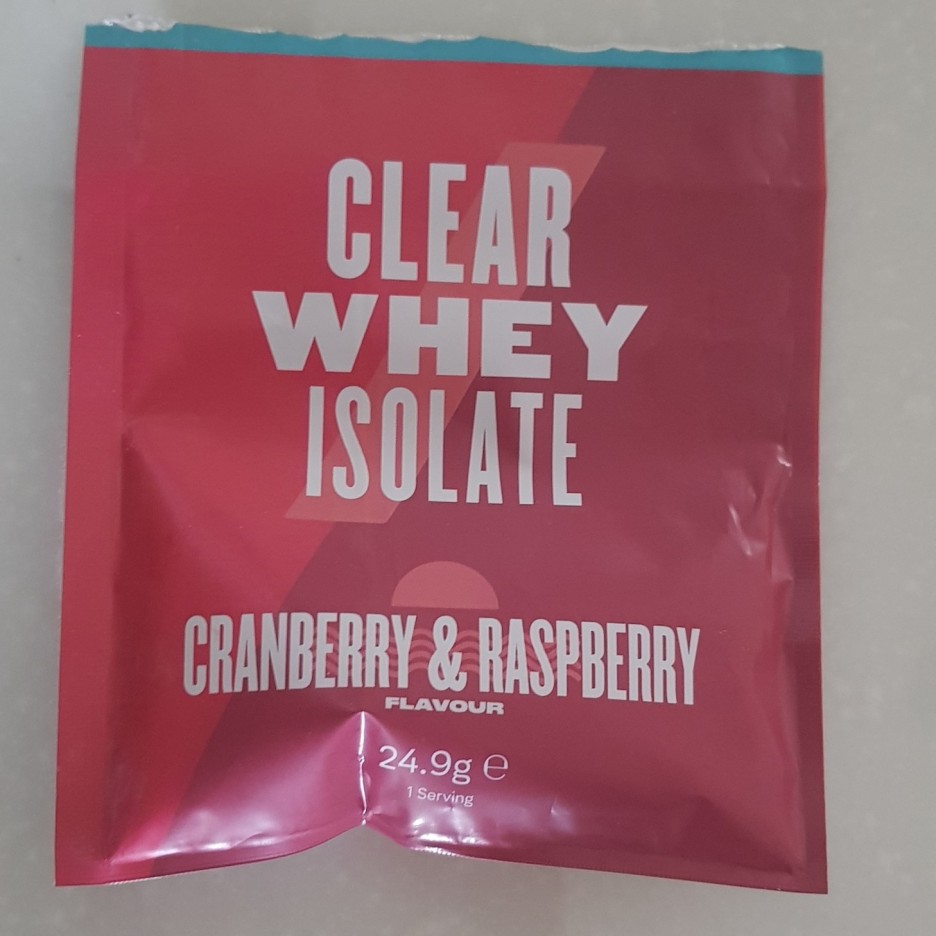 CLEAR
WHEY
ISOLATE
CRANBERRY & RASPBERRY
FLAVOUR
24.9g ℮
1 Serving